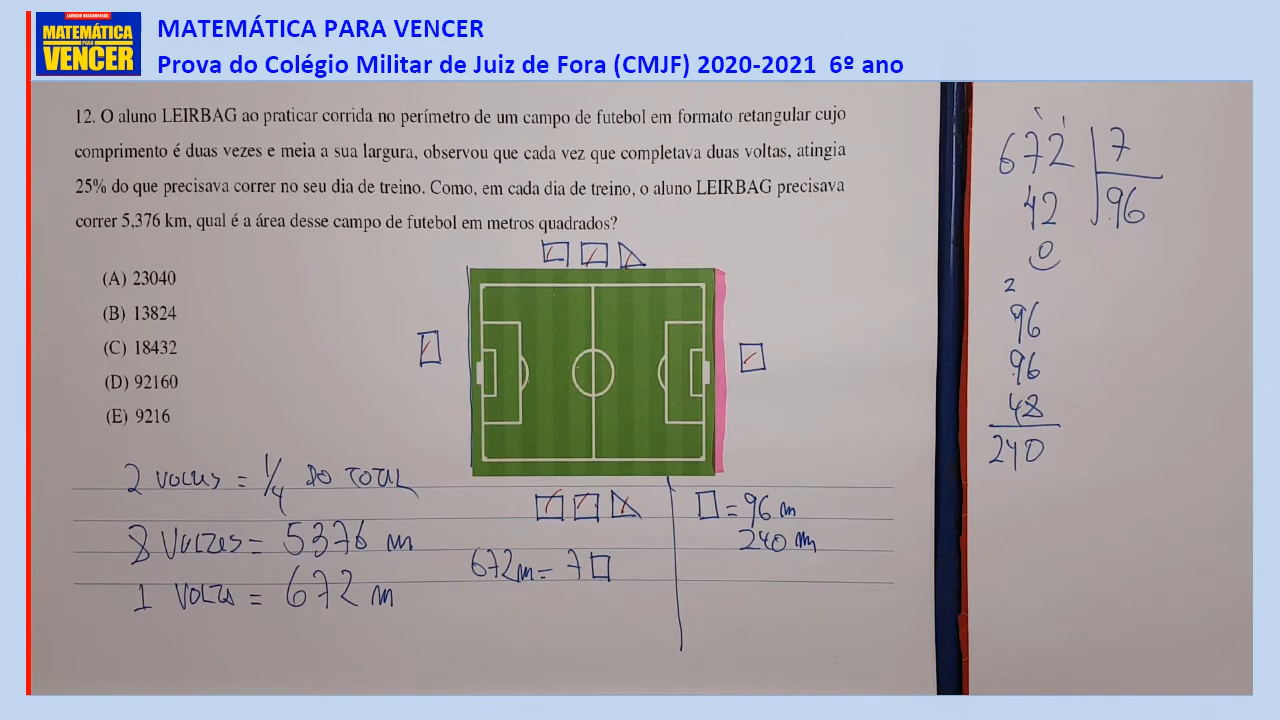 LAÉRCIO VASCONCELOS
MATEMÁTICA
PARA
VENCER
MATEMÁTICA PARA VENCER
Prova do Colégio Militar de Juiz de Fora (CMJF) 2020-2021 6º ano
12. O aluno LEIRBAG ao praticar corrida no perímetro de um campo de futebol em formato retangular cujo
comprimento é duas vezes e meia a sua largura, observou que cada vez que completava duas voltas, atingia
25% do que precisava correr no seu dia de treino. Como, em cada dia de treino, o aluno LEIRBAG precisava
correr 5,376 km, qual é a área desse campo de futebol em metros quadrados?
(A) 23040
(B) 13824
(C) 18432
(D) 92160
(E) 9216
2 VOLTAS = 1/4 DO TOTAL
8 VOLTAS = 5376 m
1 VOLTA = 672 m
672m = 7 □
□ = 96 m
240 m
672 7
42 96
0
2
96
96
48
240